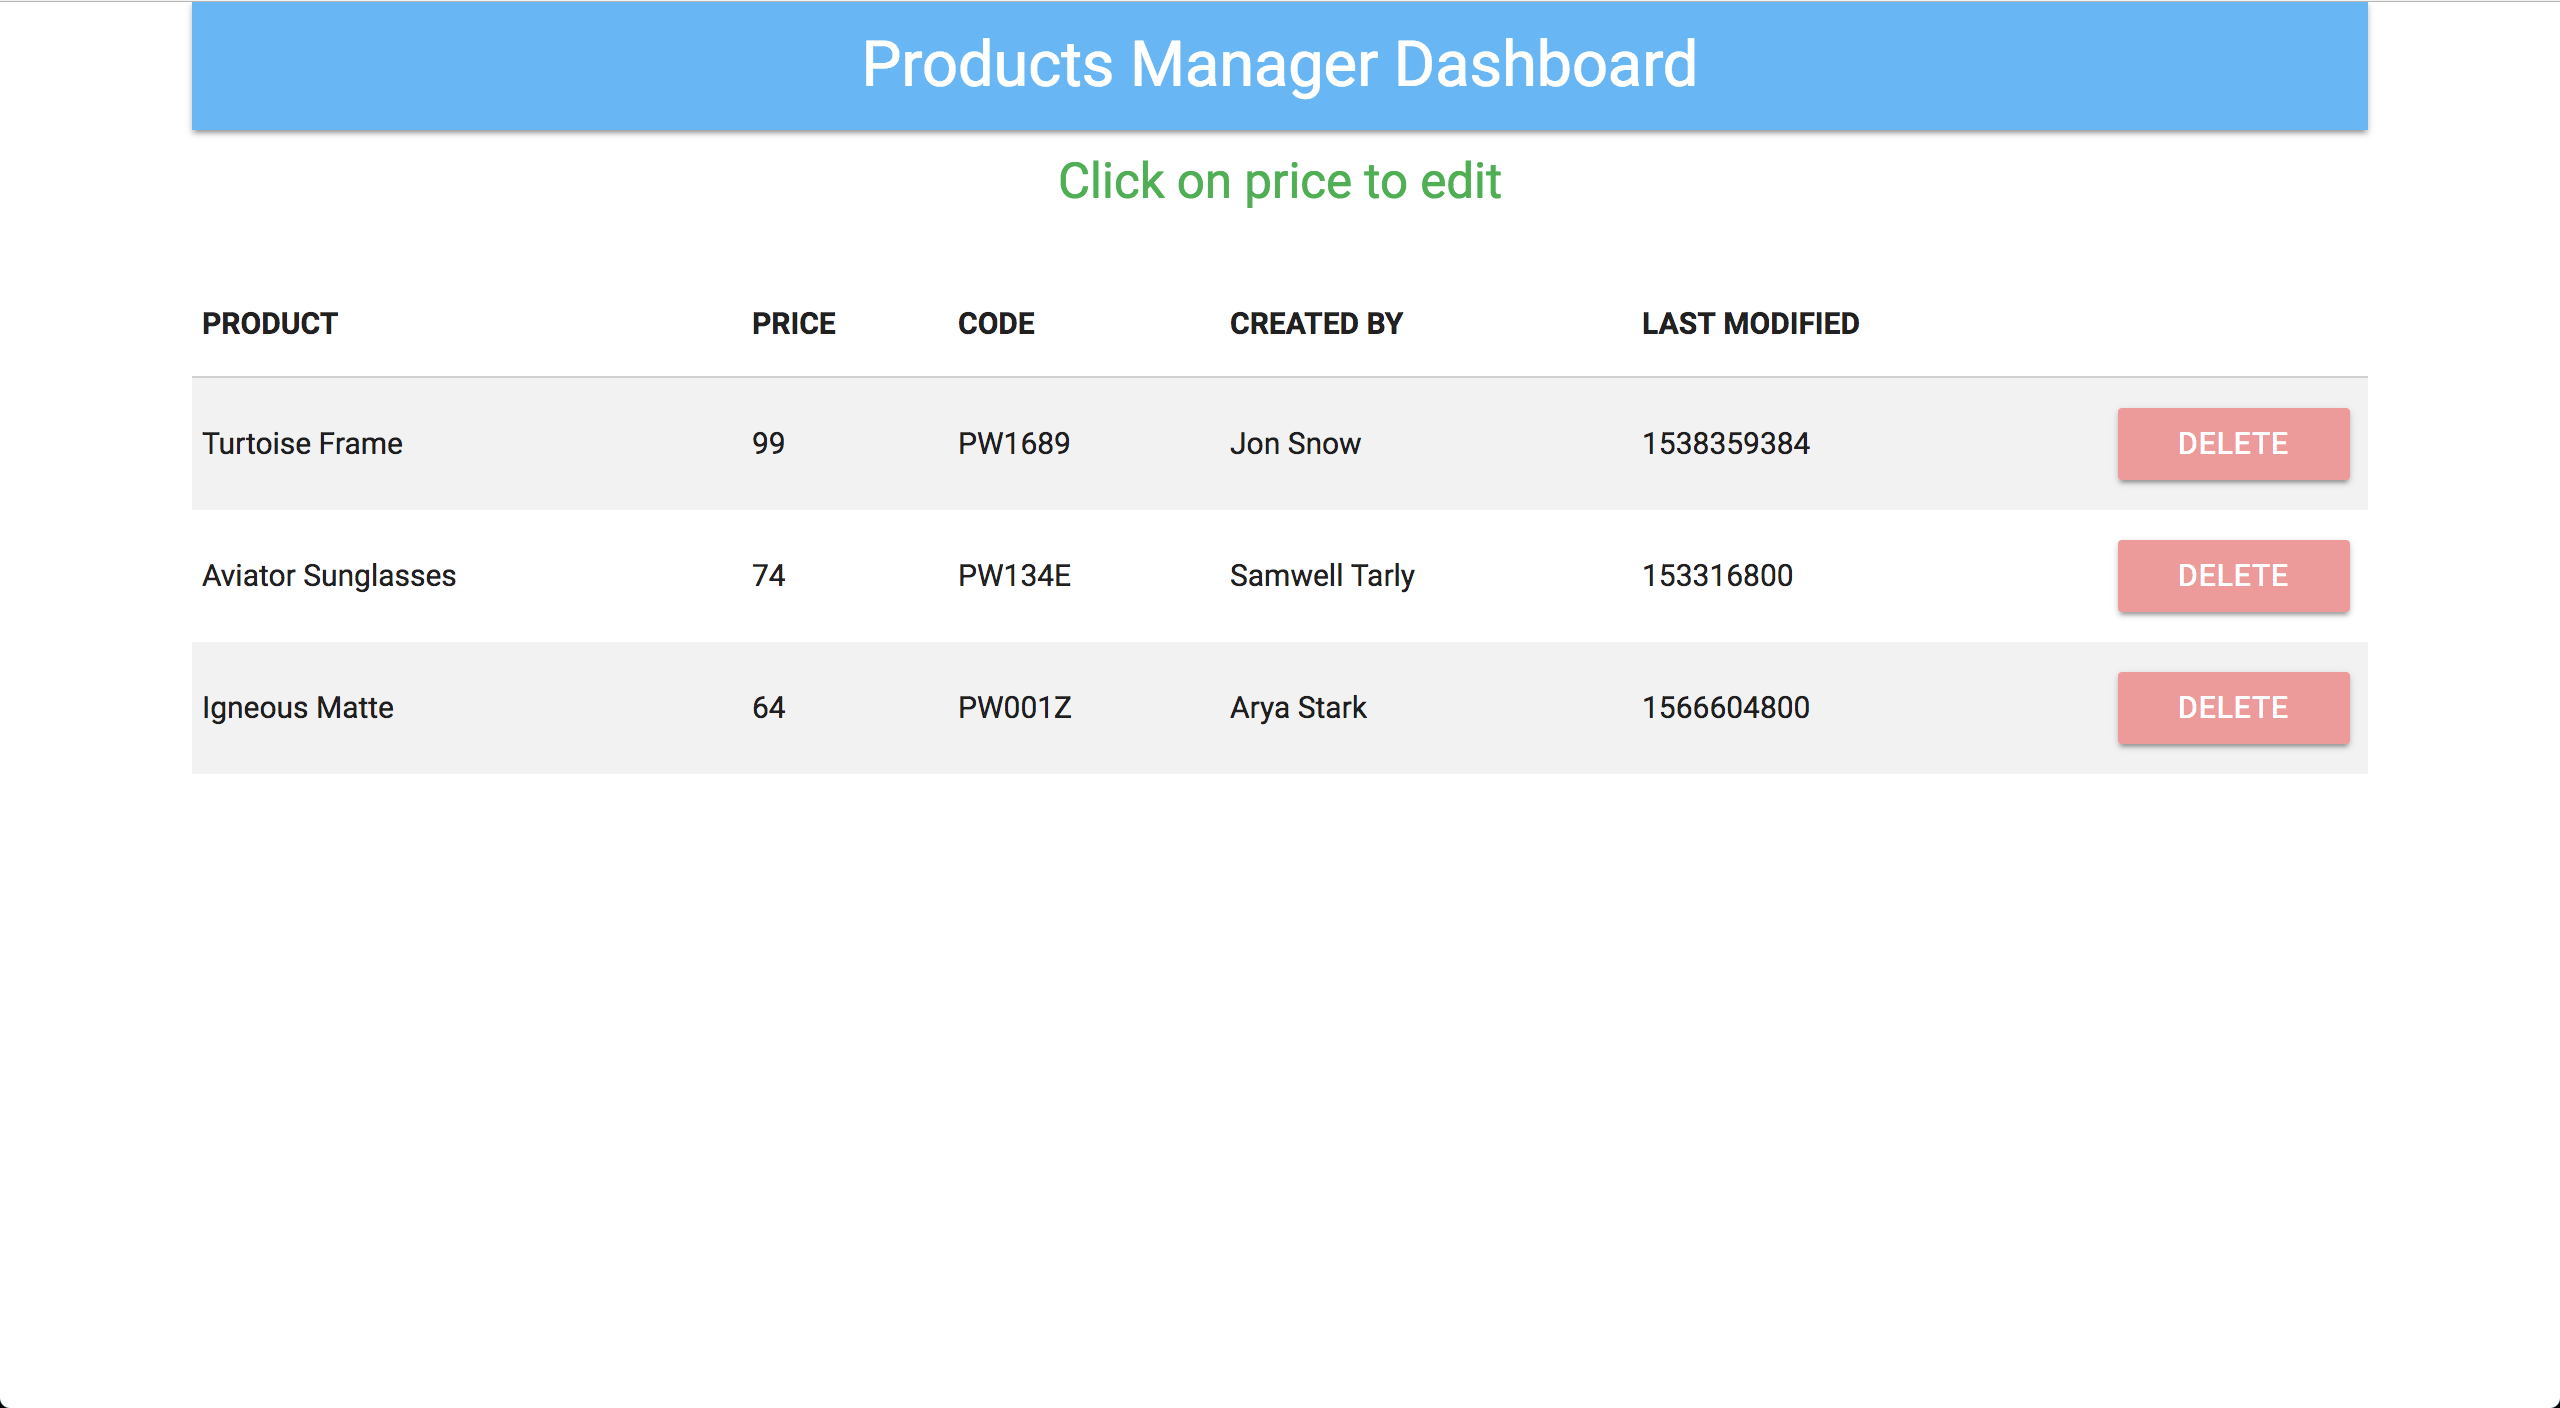 Products Manager Dashboard
Click on price to edit
PRODUCT PRICE CODE CREATED BY LAST MODIFIED
Turtoise Frame 99 PW1689 Jon Snow 1538359384 DELETE
Aviator Sunglasses 74 PW134E Samwell Tarly 153316800 DELETE
Igneous Matte 64 PW001Z Arya Stark 1566604800 DELETE